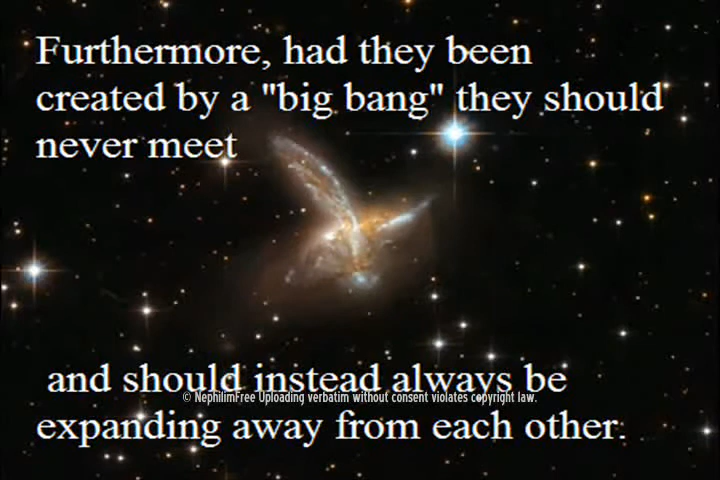 Furthermore, had they been
created by a "big bang" they should
never meet
and should instead always be
© NephilimFree Uploading verbatim without consent violates copyright law.
expanding away from each other.